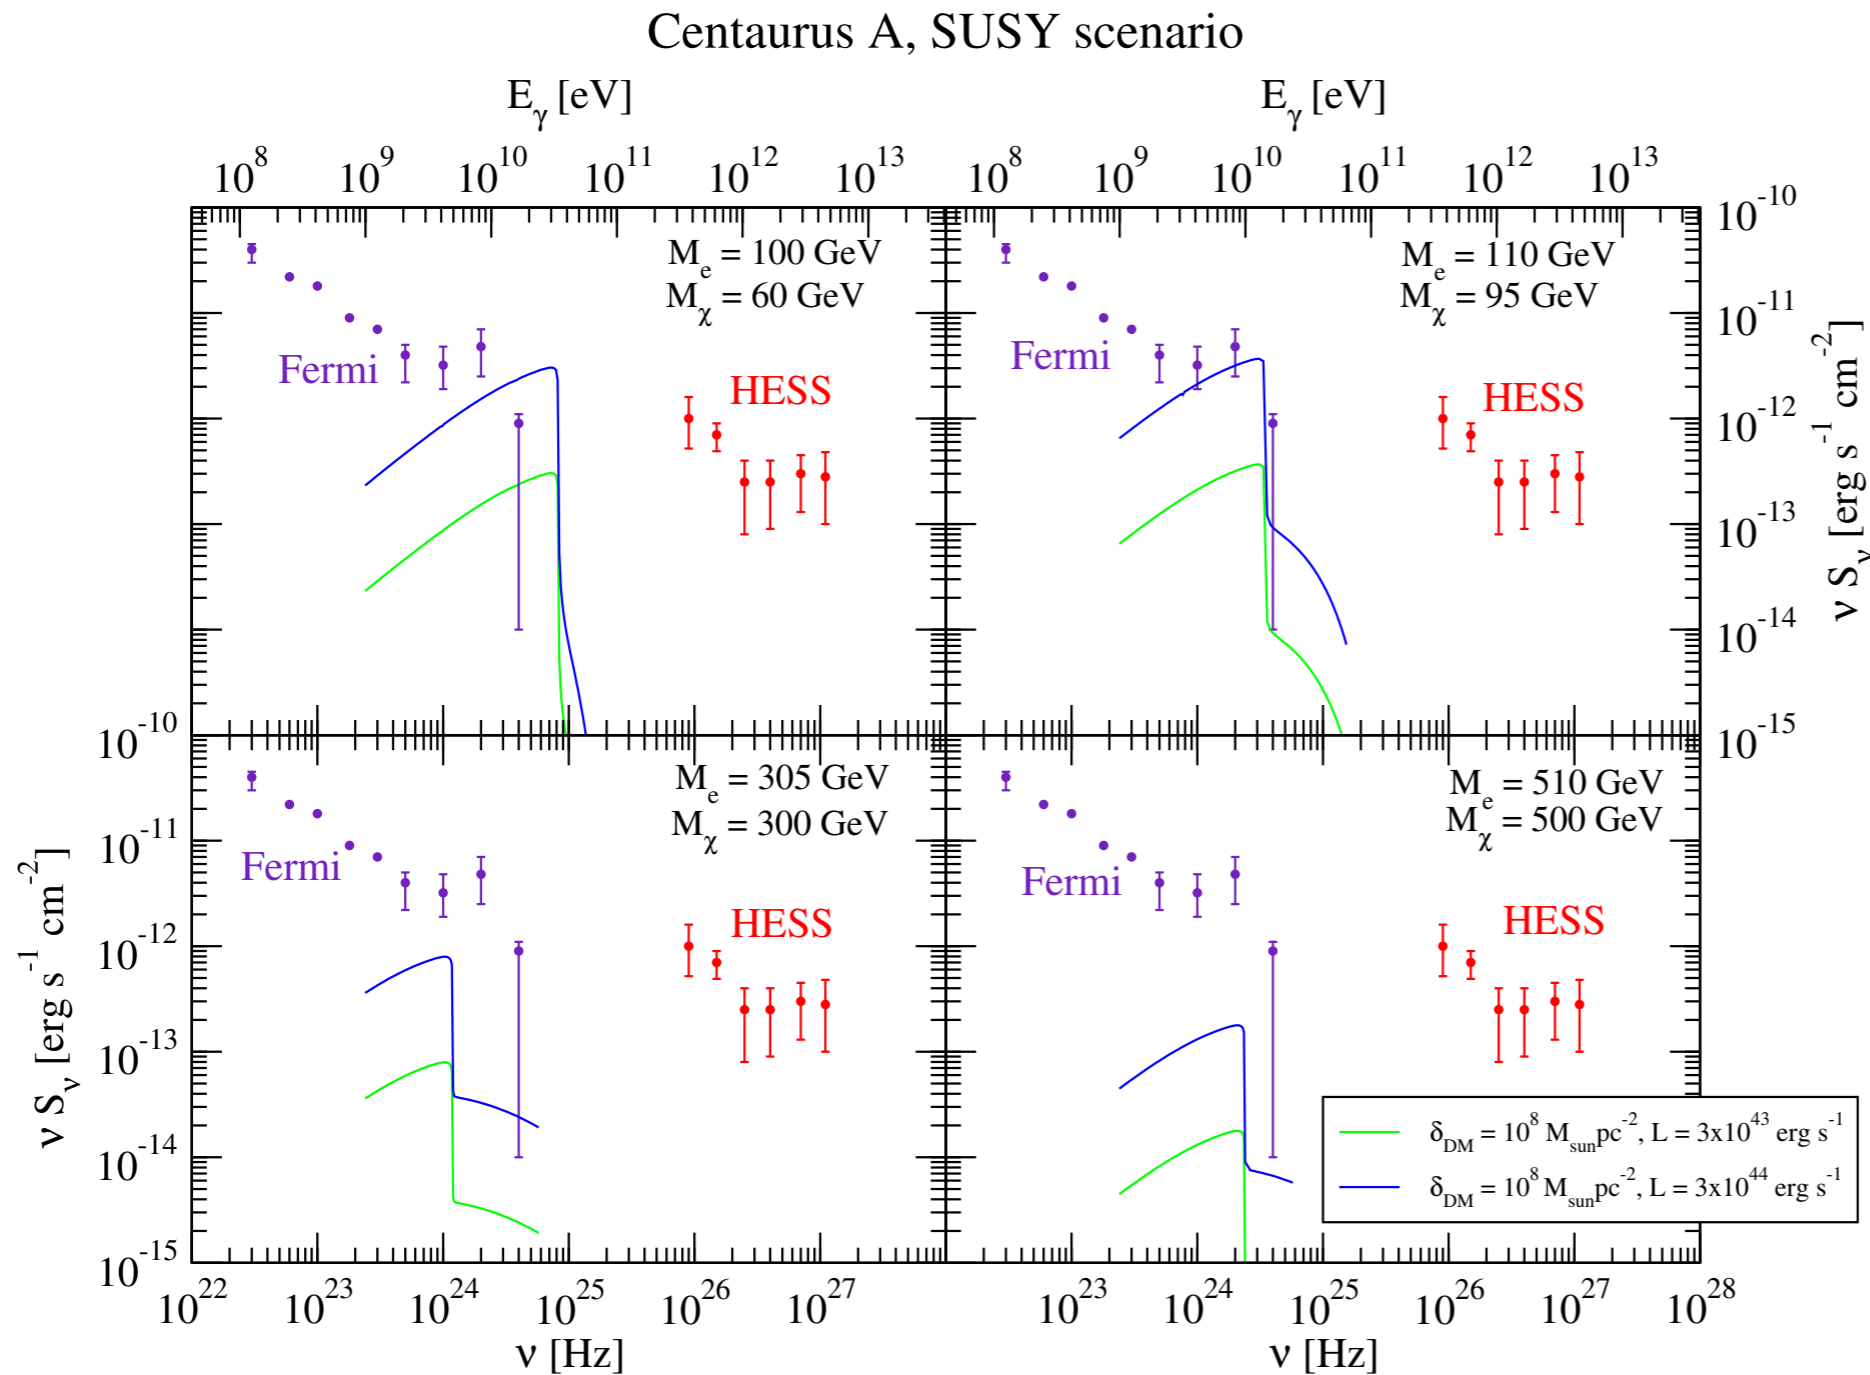 Centaurus A, SUSY scenario
E_γ [eV] E_γ [eV]
10^8 10^9 10^10 10^11 10^12 10^13 10^8 10^9 10^10 10^11 10^12 10^13
M_e = 100 GeV
M_χ = 60 GeV
Fermi
HESS
M_e = 110 GeV
M_χ = 95 GeV
Fermi
HESS
10^-10
10^-11
10^-12
10^-13
10^-14
10^-15
ν S_ν [erg s^-1 cm^-2]
M_e = 305 GeV
M_χ = 300 GeV
Fermi
HESS
M_e = 510 GeV
M_χ = 500 GeV
Fermi
HESS
10^-10
10^-11
10^-12
10^-13
10^-14
10^-15
ν S_ν [erg s^-1 cm^-2]
δ_DM = 10^8 M_sun pc^-2, L = 3x10^43 erg s^-1
δ_DM = 10^8 M_sun pc^-2, L = 3x10^44 erg s^-1
10^22 10^23 10^24 10^25 10^26 10^27 10^23 10^24 10^25 10^26 10^27 10^28
ν [Hz] ν [Hz]